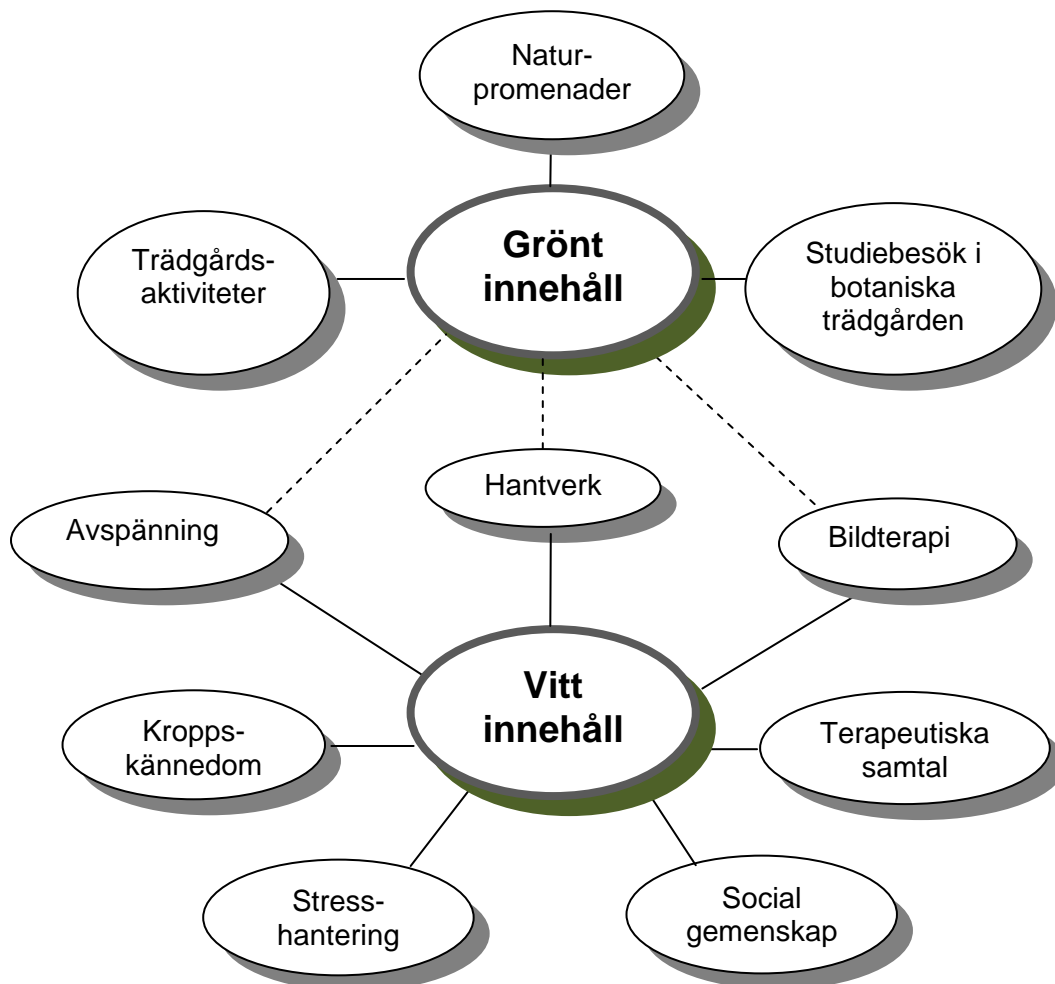 Natur-
promenader
Grönt
innehåll
Trädgårds-
aktiviteter
Studiebesök i
botaniska
trädgården
Hantverk
Avspänning
Bildterapi
Vitt
innehåll
Kropps-
kännedom
Terapeutiska
samtal
Stress-
hantering
Social
gemenskap